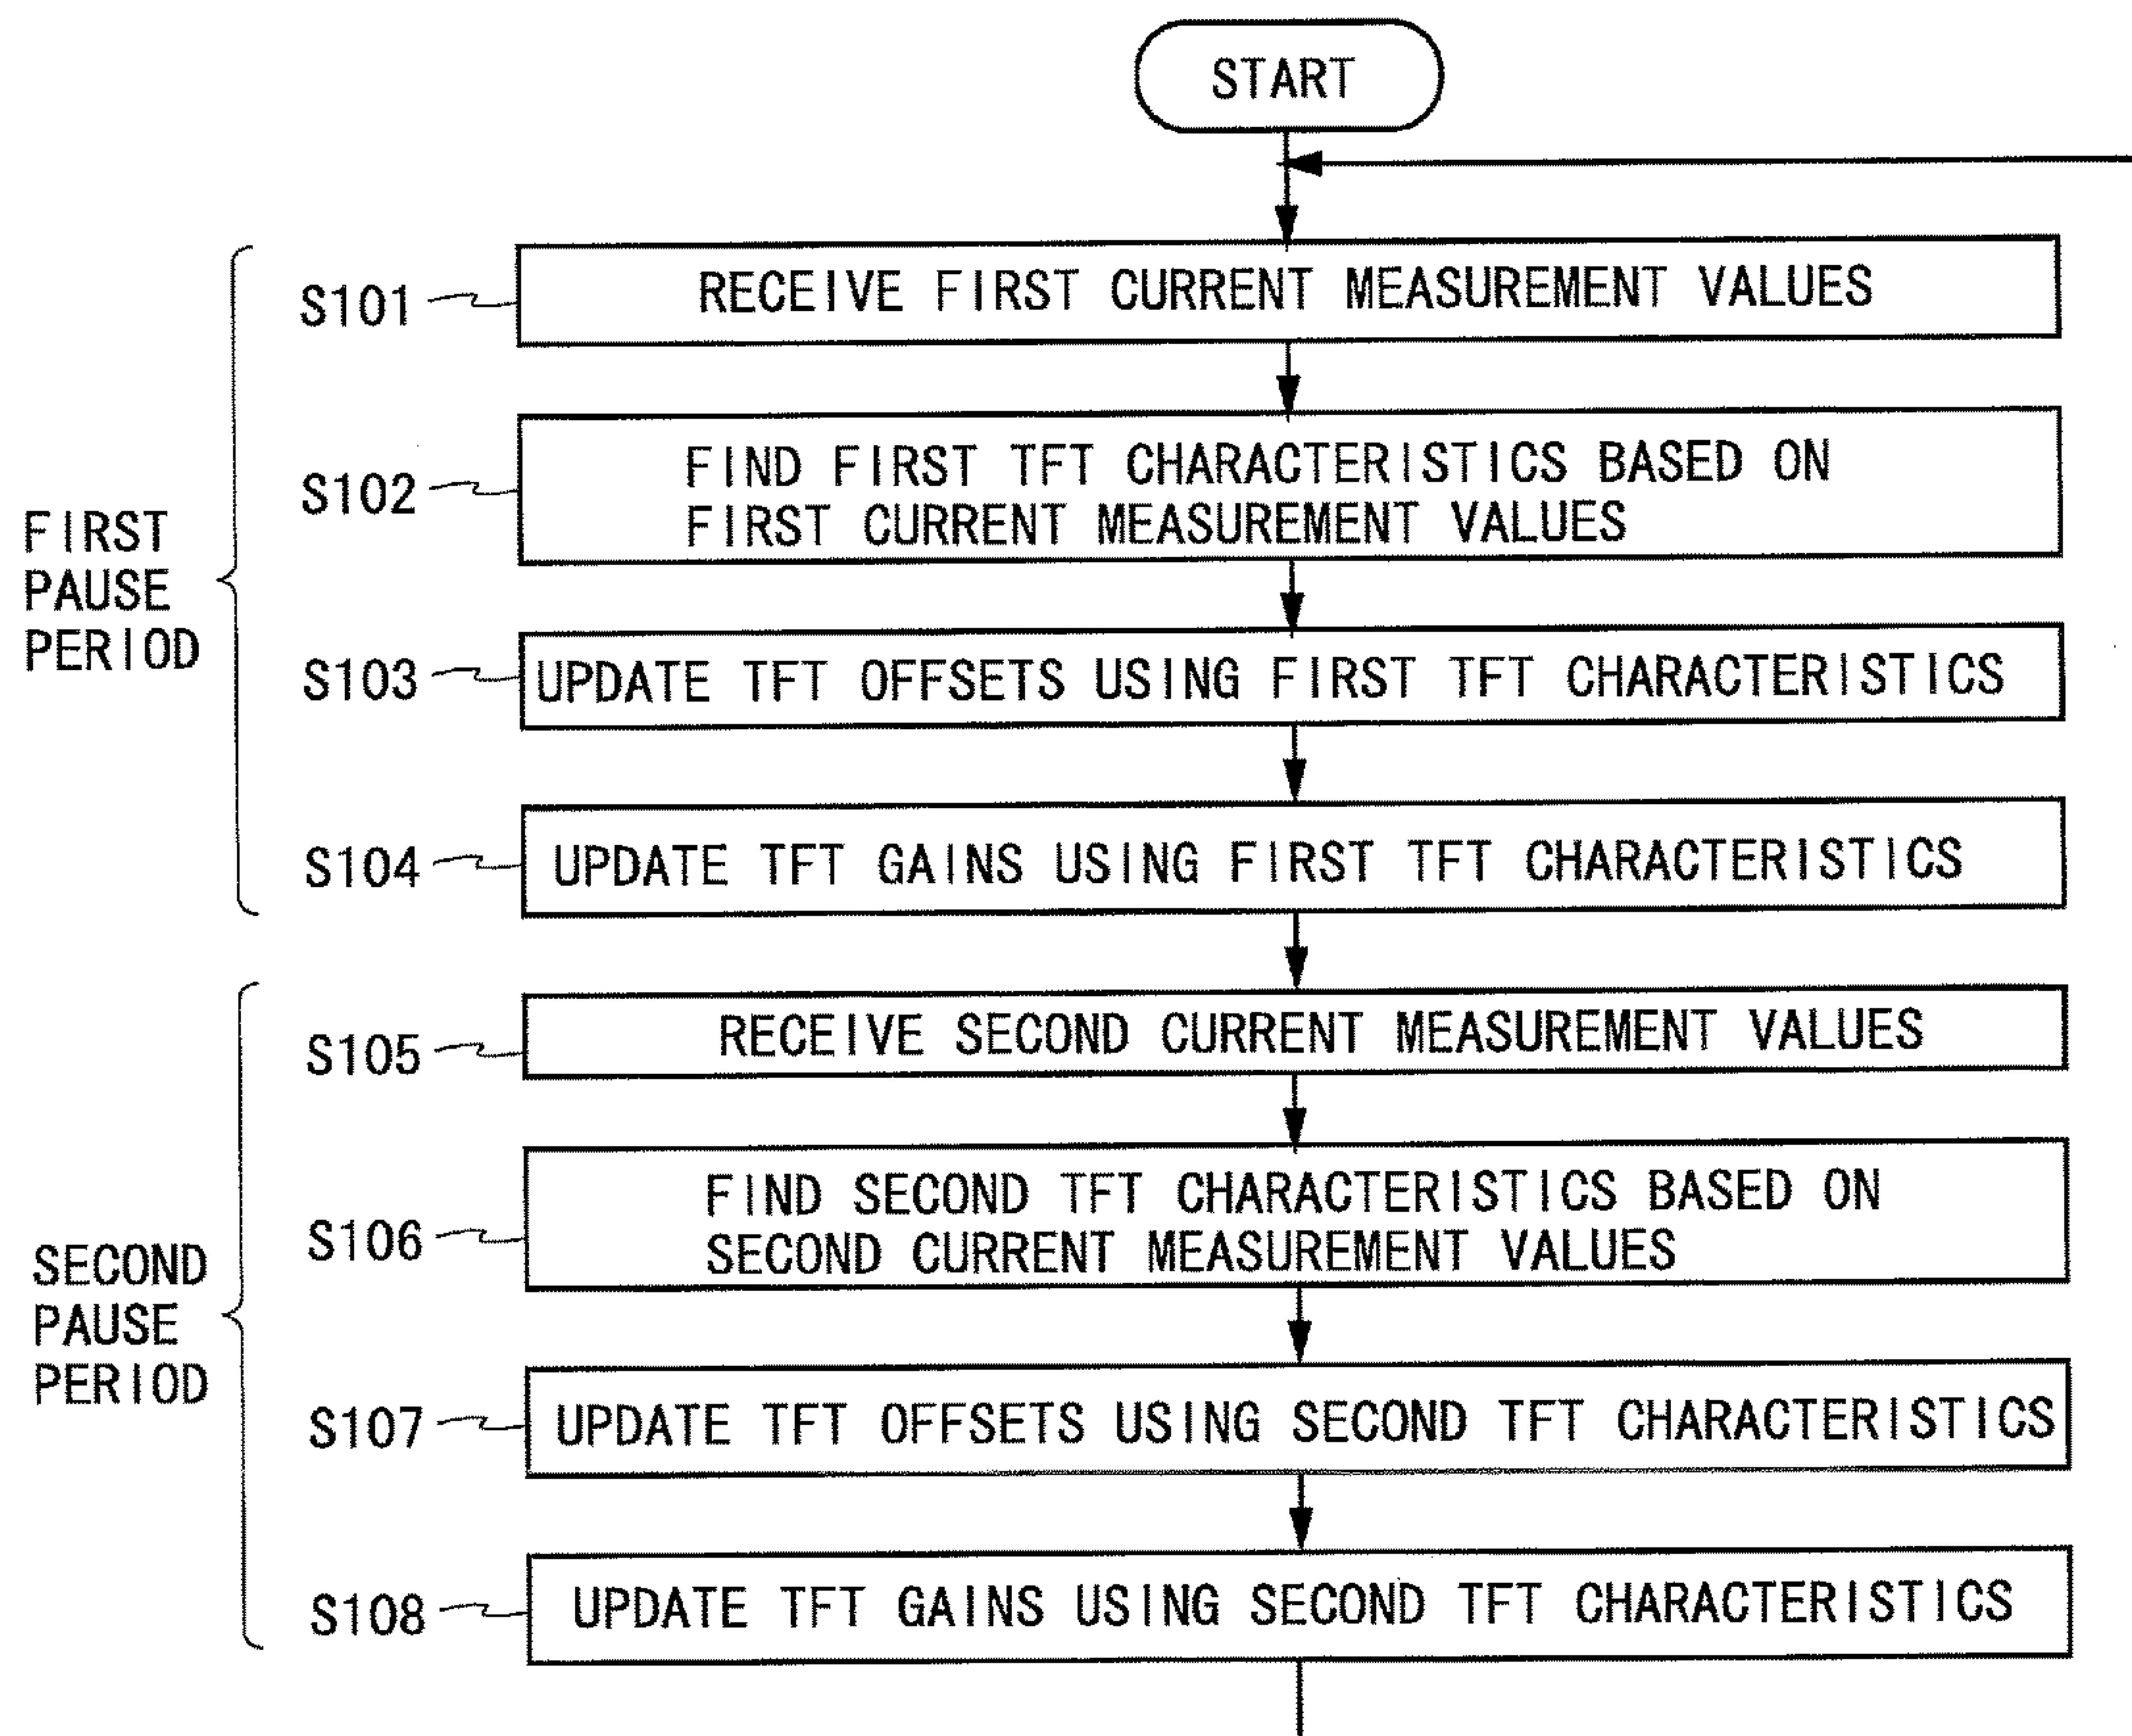 START
FIRST
PAUSE
PERIOD
S101
RECEIVE FIRST CURRENT MEASUREMENT VALUES
S102
FIND FIRST TFT CHARACTERISTICS BASED ON
FIRST CURRENT MEASUREMENT VALUES
S103
UPDATE TFT OFFSETS USING FIRST TFT CHARACTERISTICS
S104
UPDATE TFT GAINS USING FIRST TFT CHARACTERISTICS
SECOND
PAUSE
PERIOD
S105
RECEIVE SECOND CURRENT MEASUREMENT VALUES
S106
FIND SECOND TFT CHARACTERISTICS BASED ON
SECOND CURRENT MEASUREMENT VALUES
S107
UPDATE TFT OFFSETS USING SECOND TFT CHARACTERISTICS
S108
UPDATE TFT GAINS USING SECOND TFT CHARACTERISTICS